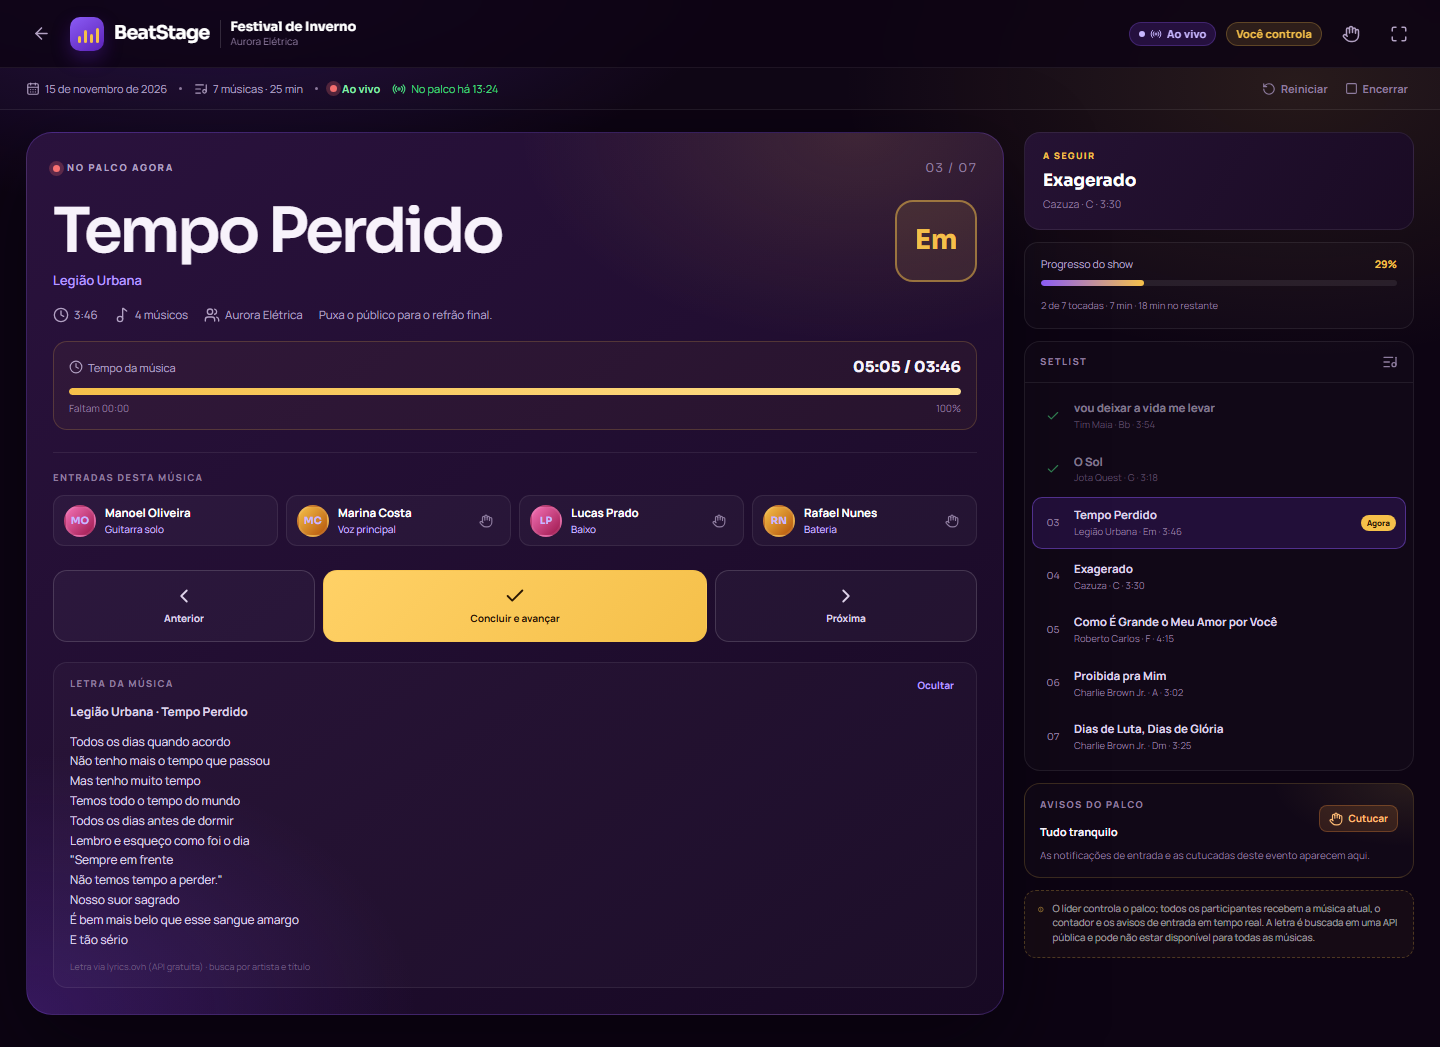 BeatStage
Festival de Inverno
Aurora Elétrica
Ao vivo
Você controla
15 de novembro de 2026 • 7 músicas · 25 min • Ao vivo No palco há 13:24
Reiniciar
Encerrar
NO PALCO AGORA
03 / 07
Tempo Perdido
Em
Legião Urbana
3:46 4 músicos Aurora Elétrica Puxa o público para o refrão final.
Tempo da música
05:05 / 03:46
Faltam 00:00
100%
ENTRADAS DESTA MÚSICA
MO
Manoel Oliveira
Guitarra solo
MC
Marina Costa
Voz principal
LP
Lucas Prado
Baixo
RN
Rafael Nunes
Bateria
Anterior
Concluir e avançar
Próxima
LETRA DA MÚSICA
Ocultar
Legião Urbana · Tempo Perdido
Todos os dias quando acordo
Não tenho mais o tempo que passou
Mas tenho muito tempo
Temos todo o tempo do mundo
Todos os dias antes de dormir
Lembro e esqueço como foi o dia
"Sempre em frente
Não temos tempo a perder."
Nosso suor sagrado
É bem mais belo que esse sangue amargo
E tão sério
Letra via lyrics.ovh (API gratuita) · busca por artista e título
A SEGUIR
Exagerado
Cazuza · C · 3:30
Progresso do show
29%
2 de 7 tocadas · 7 min · 18 min no restante
SETLIST
vou deixar a vida me levar
Tim Maia · Bb · 3:54
O Sol
Jota Quest · G · 3:18
03
Tempo Perdido
Legião Urbana · Em · 3:46
Agora
04
Exagerado
Cazuza · C · 3:30
05
Como É Grande o Meu Amor por Você
Roberto Carlos · F · 4:15
06
Proibida pra Mim
Charlie Brown Jr. · A · 3:02
07
Dias de Luta, Dias de Glória
Charlie Brown Jr. · Dm · 3:25
AVISOS DO PALCO
Cutucar
Tudo tranquilo
As notificações de entrada e as cutucadas deste evento aparecem aqui.
O líder controla o palco; todos os participantes recebem a música atual, o
contador e os avisos de entrada em tempo real. A letra é buscada em uma API
pública e pode não estar disponível para todas as músicas.